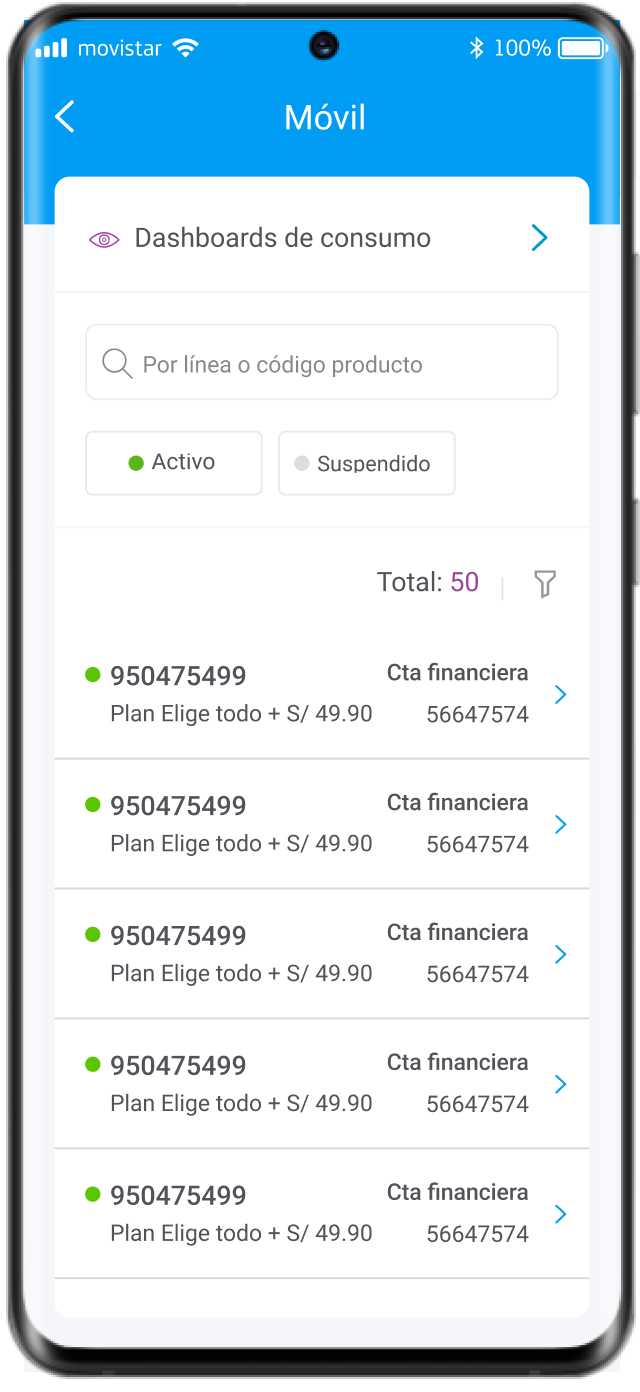 movistar 100%
Móvil
Dashboards de consumo
Por línea o código producto
Activo Suspendido
Total: 50
950475499 Cta financiera
Plan Elige todo + S/ 49.90 56647574
950475499 Cta financiera
Plan Elige todo + S/ 49.90 56647574
950475499 Cta financiera
Plan Elige todo + S/ 49.90 56647574
950475499 Cta financiera
Plan Elige todo + S/ 49.90 56647574
950475499 Cta financiera
Plan Elige todo + S/ 49.90 56647574